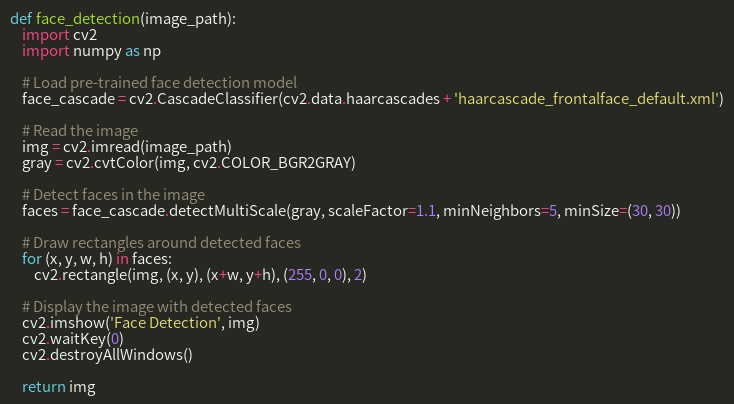 def face_detection(image_path):
    import cv2
    import numpy as np

    # Load pre-trained face detection model
    face_cascade = cv2.CascadeClassifier(cv2.data.haarcascades + 'haarcascade_frontalface_default.xml')

    # Read the image
    img = cv2.imread(image_path)
    gray = cv2.cvtColor(img, cv2.COLOR_BGR2GRAY)

    # Detect faces in the image
    faces = face_cascade.detectMultiScale(gray, scaleFactor=1.1, minNeighbors=5, minSize=(30, 30))

    # Draw rectangles around detected faces
    for (x, y, w, h) in faces:
        cv2.rectangle(img, (x, y), (x+w, y+h), (255, 0, 0), 2)

    # Display the image with detected faces
    cv2.imshow('Face Detection', img)
    cv2.waitKey(0)
    cv2.destroyAllWindows()

    return img